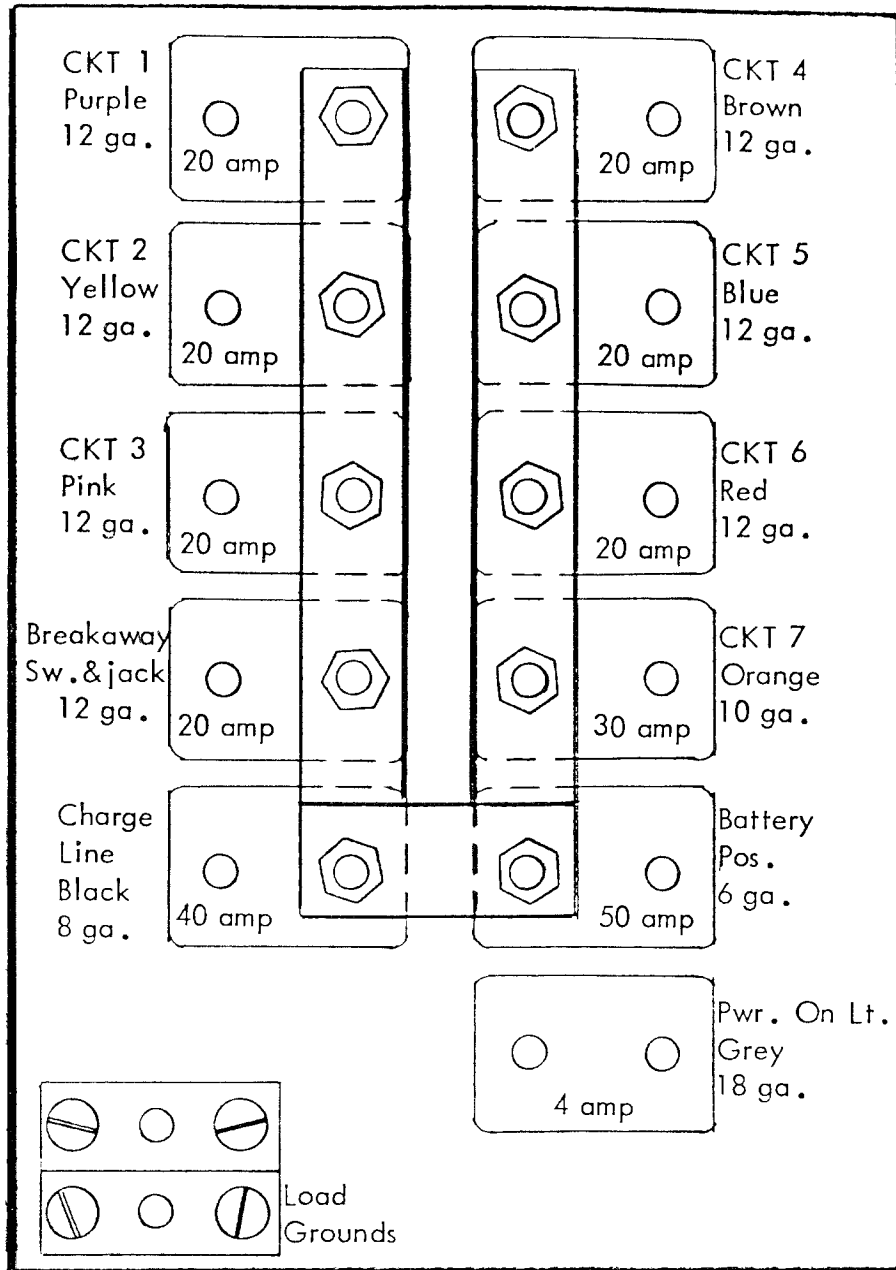 CKT 1
Purple
12 ga.
20 amp
CKT 4
Brown
12 ga.
20 amp
CKT 2
Yellow
12 ga.
20 amp
CKT 5
Blue
12 ga.
20 amp
CKT 3
Pink
12 ga.
20 amp
CKT 6
Red
12 ga.
20 amp
Breakaway
Sw.&jack
12 ga.
20 amp
CKT 7
Orange
10 ga.
30 amp
Charge
Line
Black
8 ga.
40 amp
Battery
Pos.
6 ga.
50 amp
Pwr. On Lt.
Grey
18 ga.
4 amp
Load
Grounds